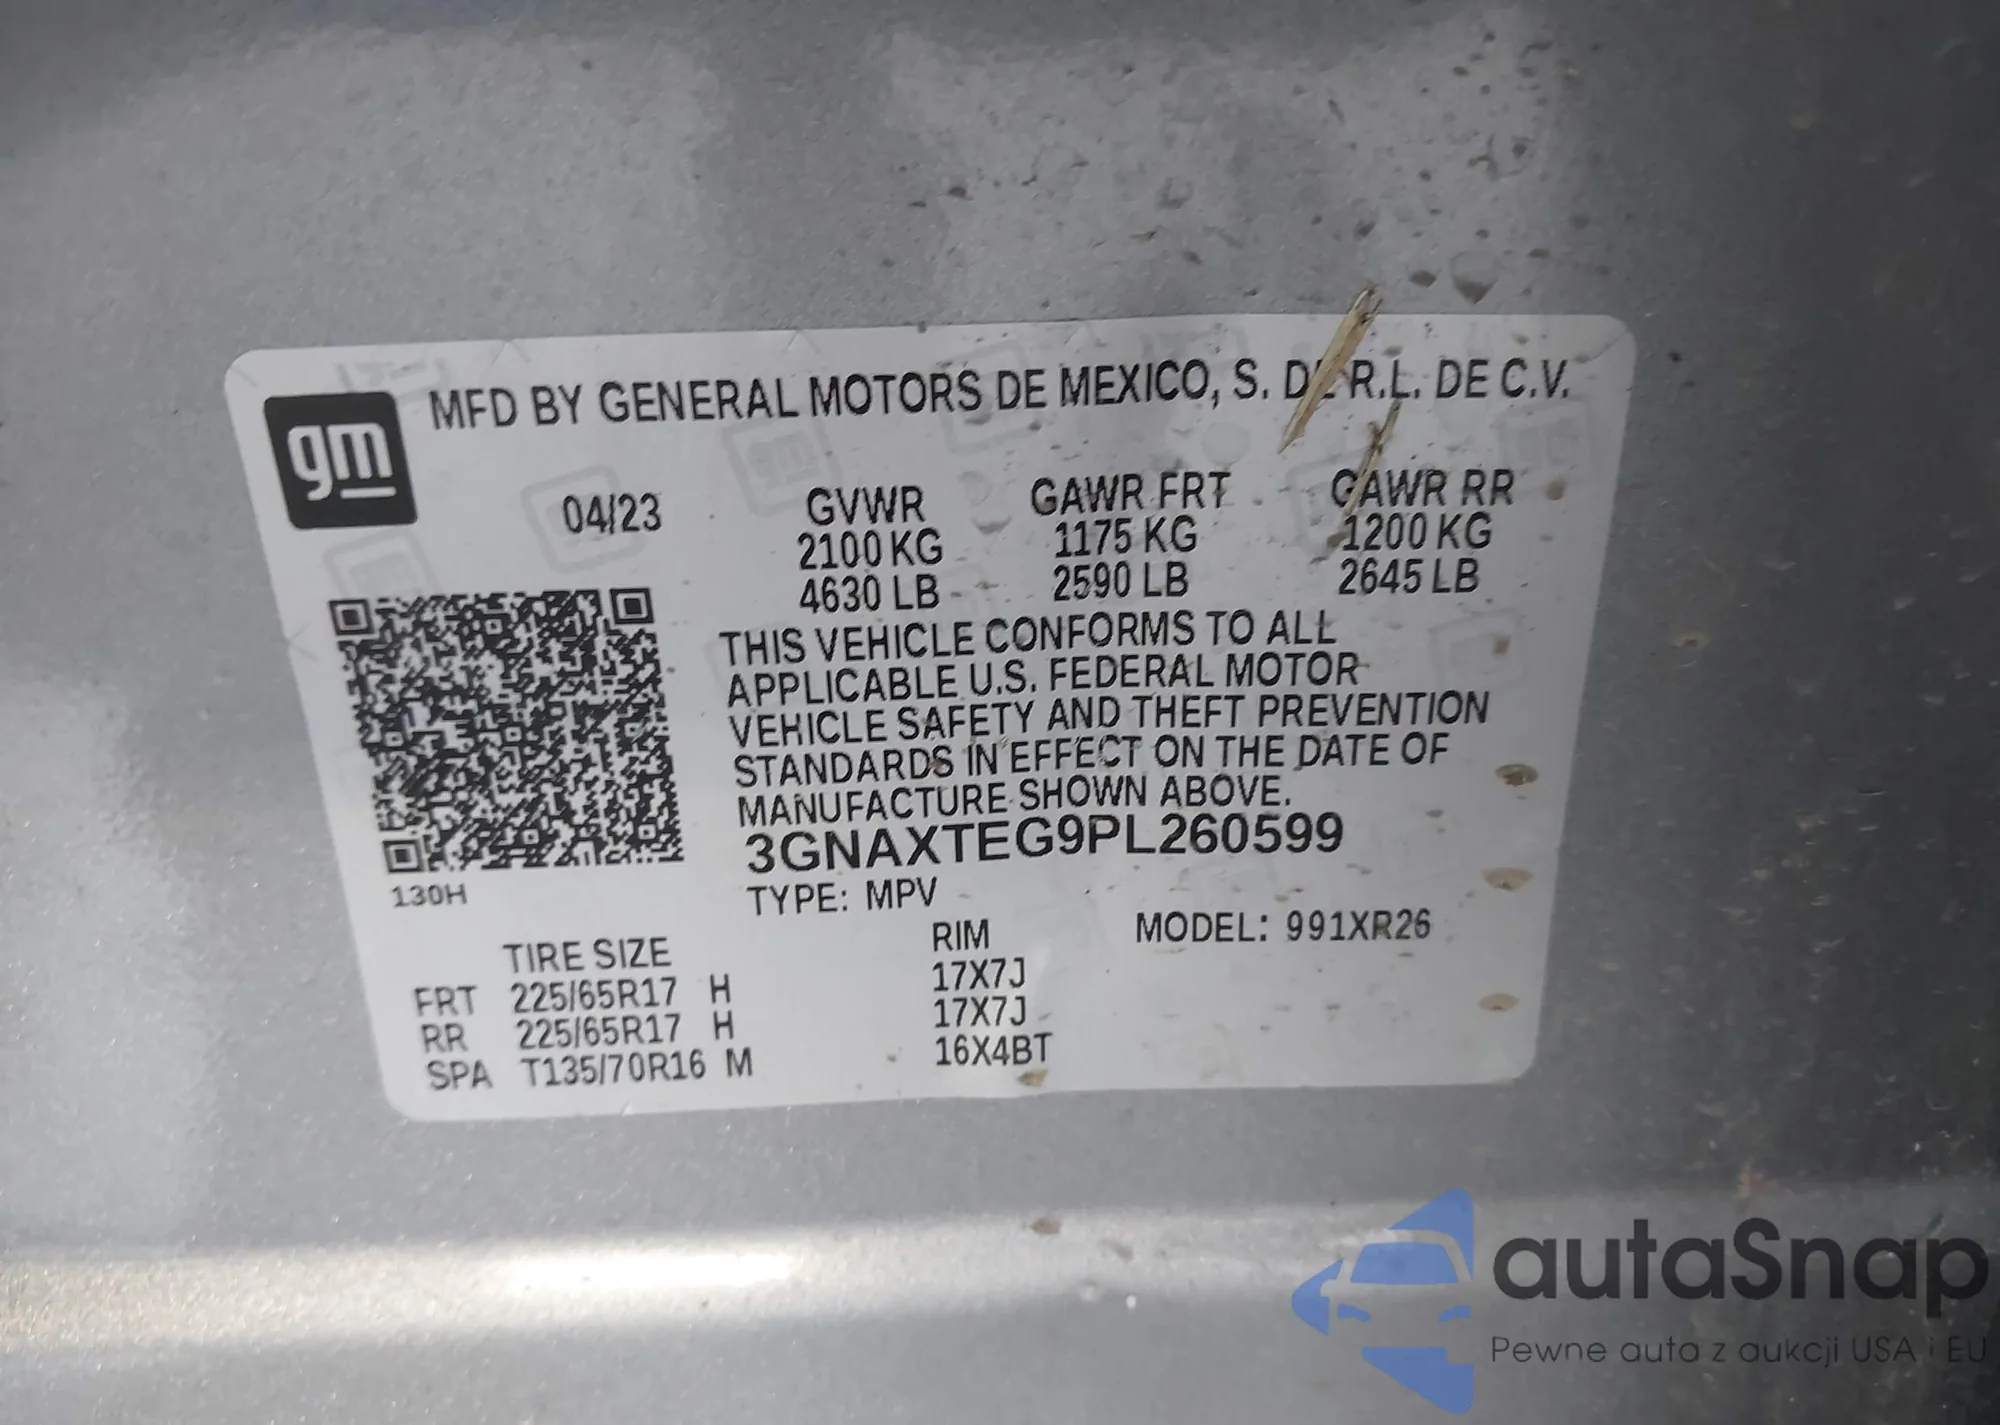 gm
MFD BY GENERAL MOTORS DE MEXICO, S. DE R.L. DE C.V.
04/23 GVWR GAWR FRT GAWR RR
2100 KG 1175 KG 1200 KG
4630 LB 2590 LB 2645 LB
THIS VEHICLE CONFORMS TO ALL
APPLICABLE U.S. FEDERAL MOTOR
VEHICLE SAFETY AND THEFT PREVENTION
STANDARDS IN EFFECT ON THE DATE OF
MANUFACTURE SHOWN ABOVE.
3GNAXTEG9PL260599
130H
TYPE: MPV
TIRE SIZE RIM MODEL: 991XR26
FRT 225/65R17 H 17X7J
RR 225/65R17 H 17X7J
SPA T135/70R16 M 16X4BT
autaSnap
Pewne auta z aukcji USA i EU